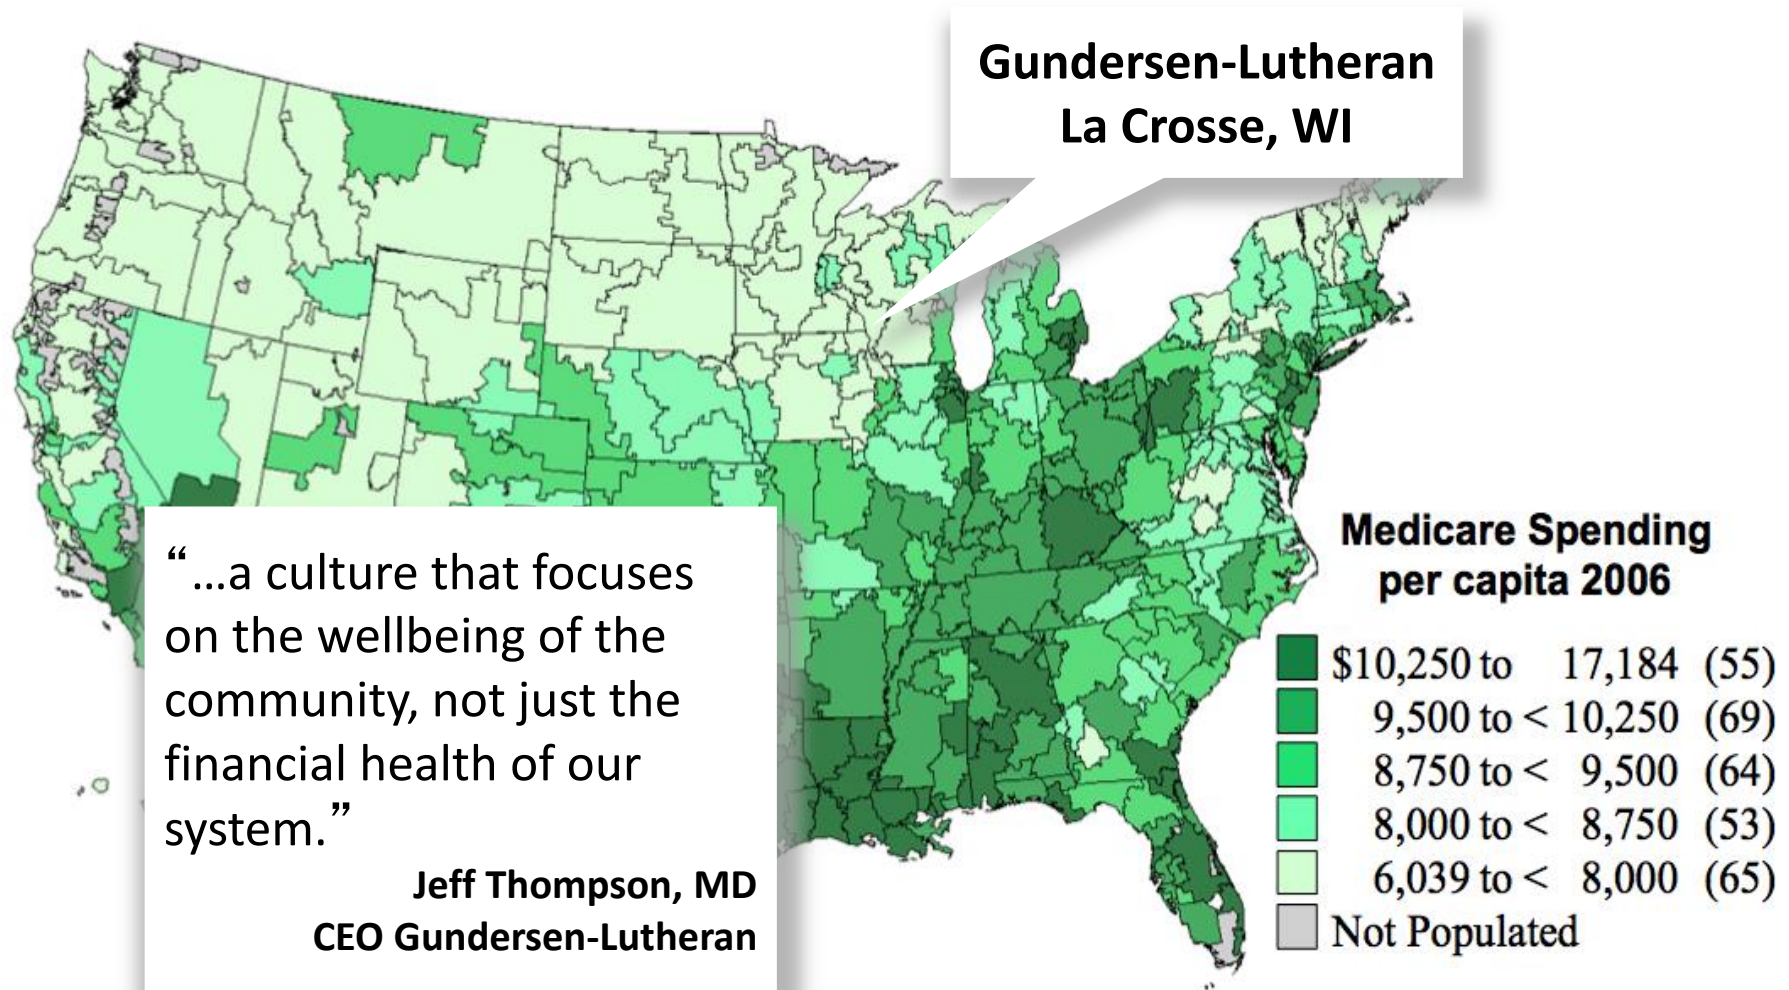 Gundersen-Lutheran
La Crosse, WI
“…a culture that focuses
on the wellbeing of the
community, not just the
financial health of our
system.”
Jeff Thompson, MD
CEO Gundersen-Lutheran
Medicare Spending
per capita 2006
$10,250 to 17,184 (55)
9,500 to < 10,250 (69)
8,750 to < 9,500 (64)
8,000 to < 8,750 (53)
6,039 to < 8,000 (65)
Not Populated